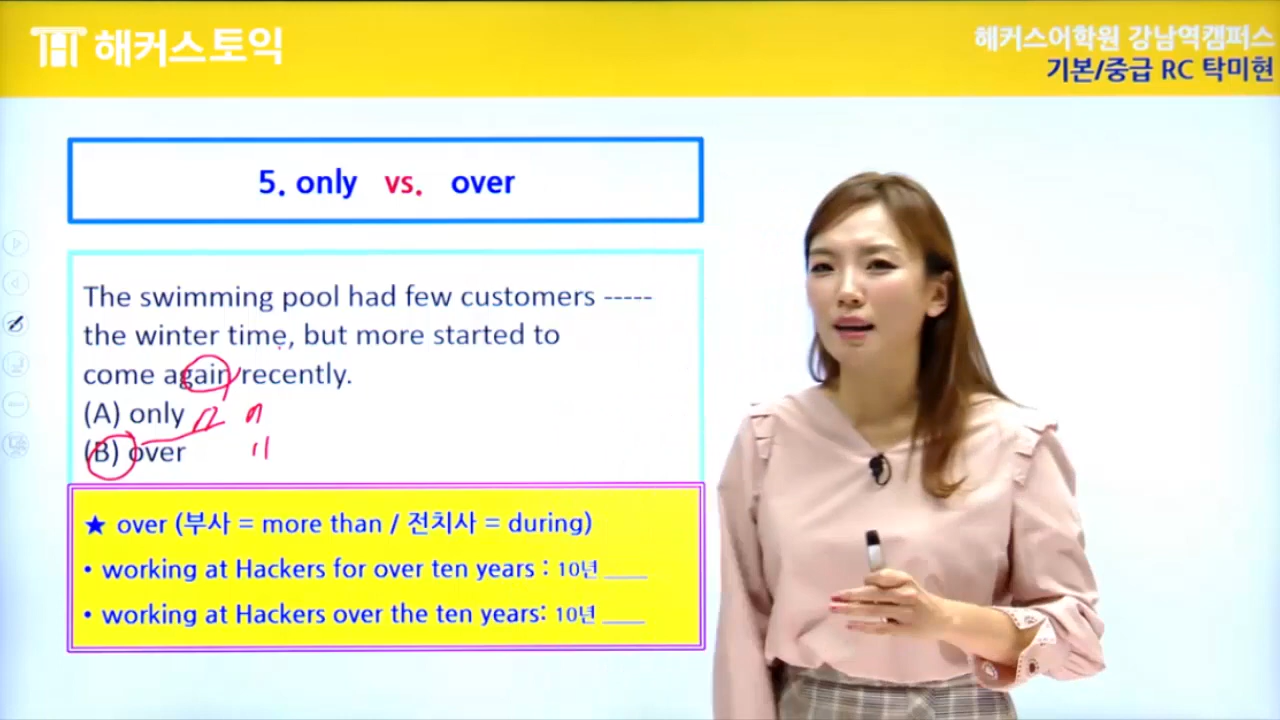 해커스토익
해커스어학원 강남역캠퍼스
기본/중급 RC 탁미현
5. only vs. over
The swimming pool had few customers -----
the winter time, but more started to
come again recently.
(A) only
(B) over
★ over (부사 = more than / 전치사 = during)
• working at Hackers for over ten years : 10년 ____
• working at Hackers over the ten years: 10년 ____